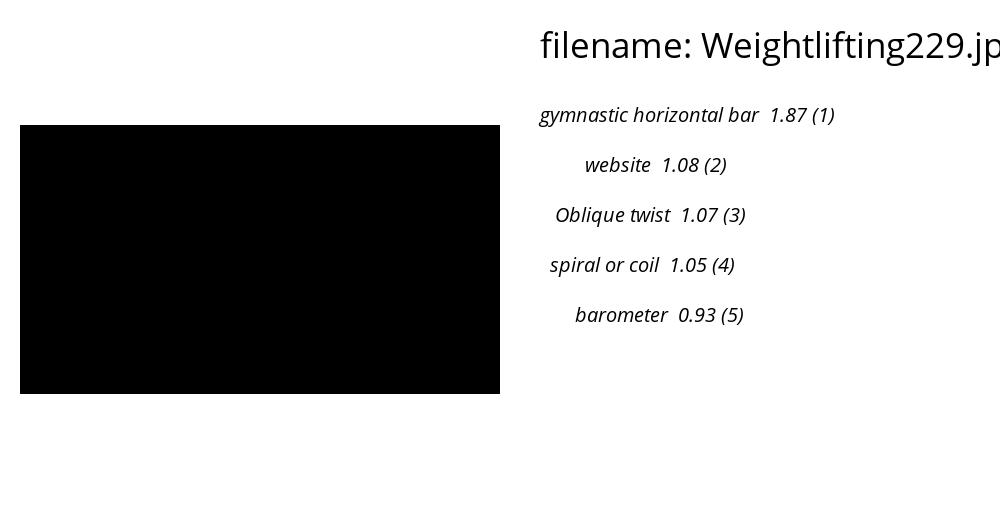 filename: Weightlifting229.jp
gymnastic horizontal bar 1.87 (1)
website 1.08 (2)
Oblique twist 1.07 (3)
spiral or coil 1.05 (4)
barometer 0.93 (5)